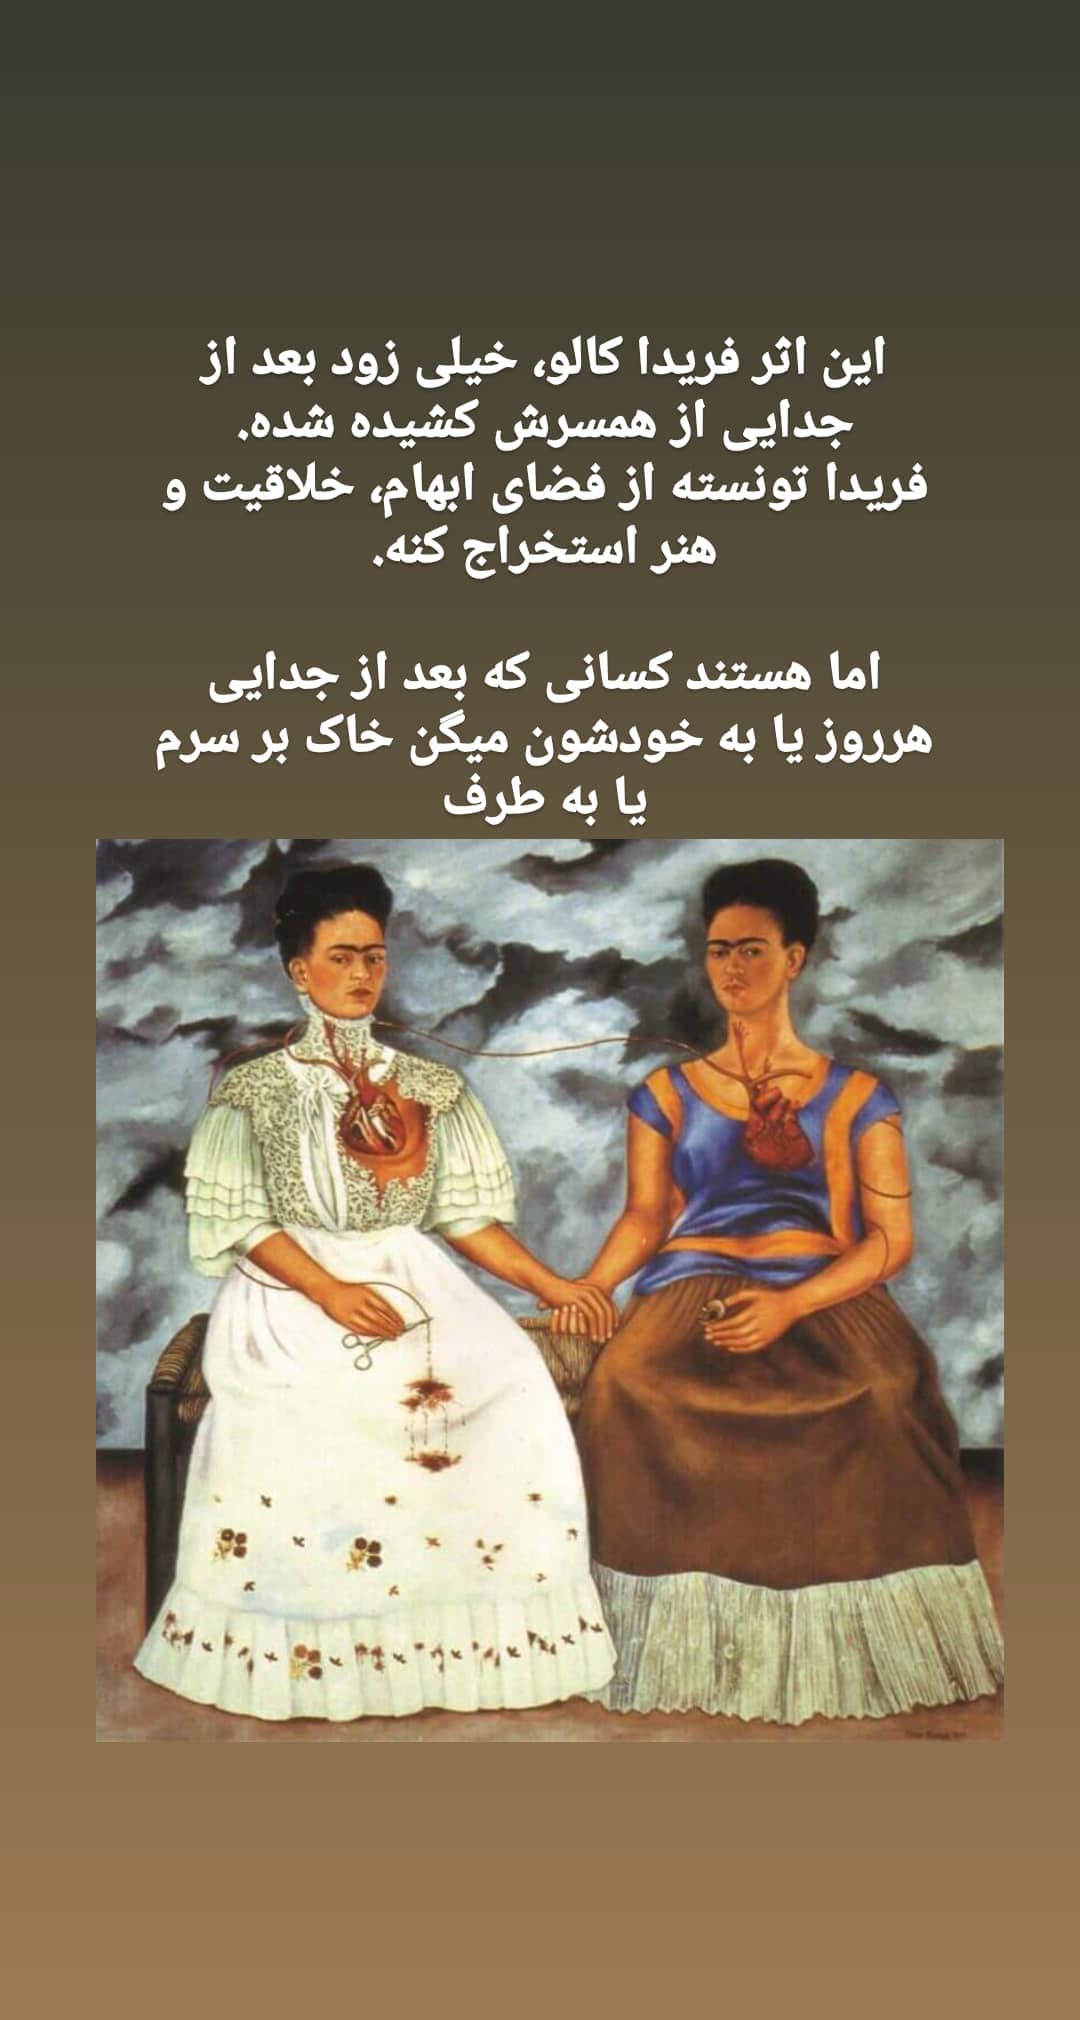 این اثر فریدا کالو، خیلی زود بعد از
جدایی از همسرش کشیده شده.
فریدا تونسته از فضای ابهام، خلاقیت و
هنر استخراج کنه.
اما هستند کسانی که بعد از جدایی
هرروز یا به خودشون میگن خاک بر سرم
یا به طرف